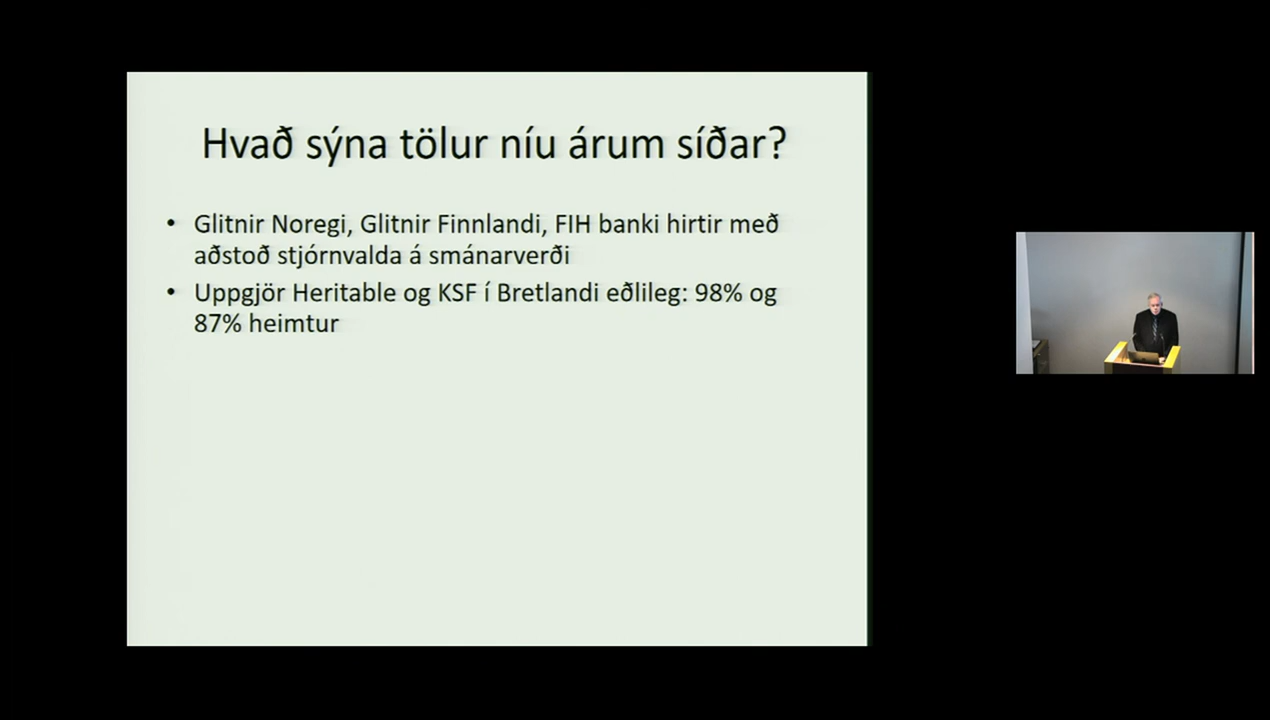 Hvað sýna tölur níu árum síðar?
• Glitnir Noregi, Glitnir Finnlandi, FIH banki hirtir með
aðstoð stjórnvalda á smánarverði
• Uppgjör Heritable og KSF í Bretlandi eðlileg: 98% og
87% heimtur